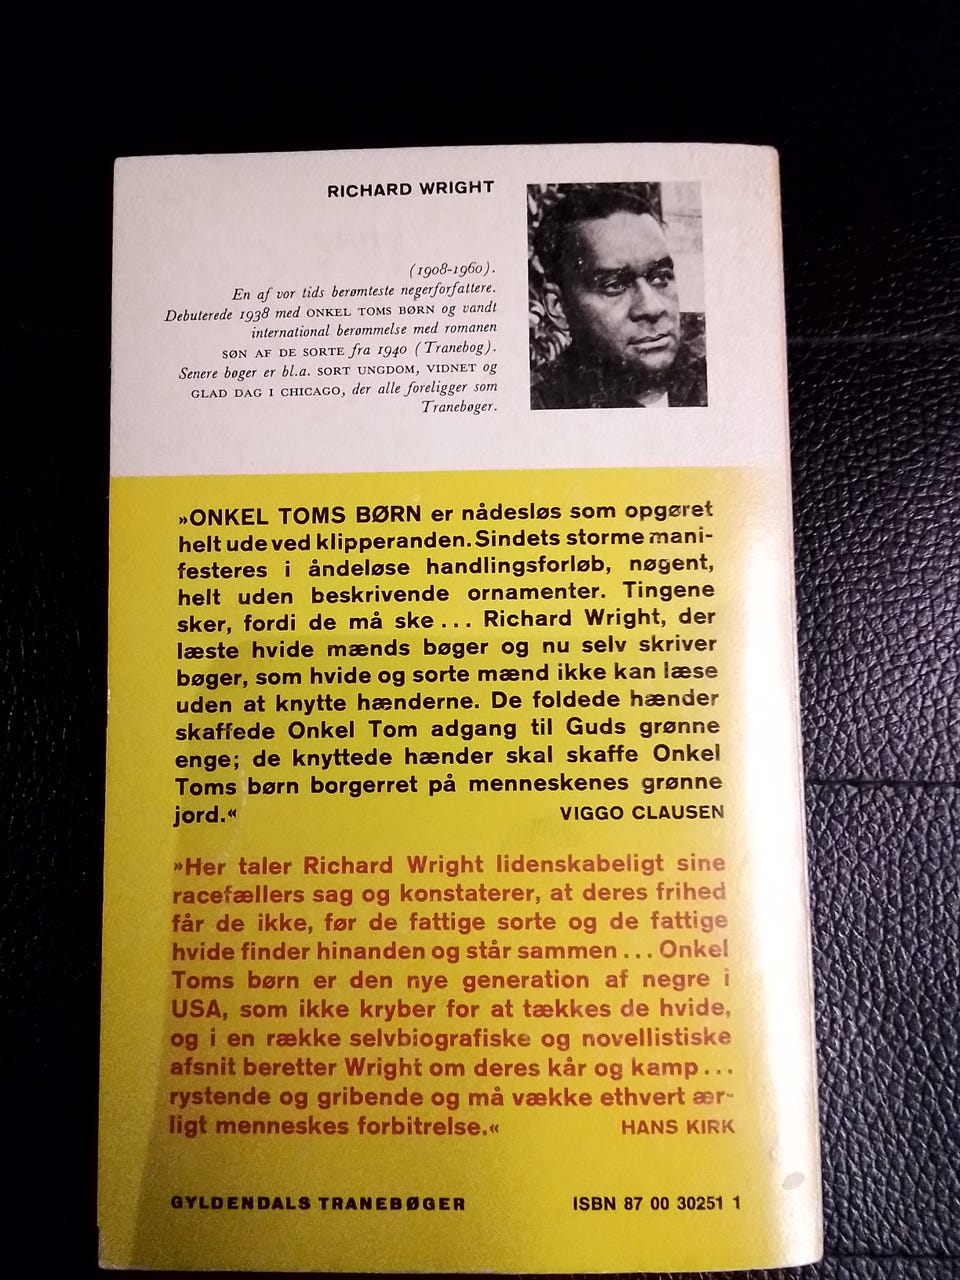 RICHARD WRIGHT
(1908-1960).
En af vor tids berømteste negerforfattere.
Debuterede 1938 med ONKEL TOMS BØRN og vandt
international berømmelse med romanen
SØN AF DE SORTE fra 1940 (Tranebog).
Senere bøger er bl.a. SORT UNGDOM, VIDNET og
GLAD DAG I CHICAGO, der alle foreligger som
Tranebøger.
»ONKEL TOMS BØRN er nådesløs som opgøret
helt ude ved klipperanden. Sindets storme mani-
festeres i åndeløse handlingsforløb, nøgent,
helt uden beskrivende ornamenter. Tingene
sker, fordi de må ske... Richard Wright, der
læste hvide mænds bøger og nu selv skriver
bøger, som hvide og sorte mænd ikke kan læse
uden at knytte hænderne. De foldede hænder
skaffede Onkel Tom adgang til Guds grønne
enge; de knyttede hænder skal skaffe Onkel
Toms børn borgerret på menneskenes grønne
jord.« VIGGO CLAUSEN
»Her taler Richard Wright lidenskabeligt sine
racefællers sag og konstaterer, at deres frihed
får de ikke, før de fattige sorte og de fattige
hvide finder hinanden og står sammen... Onkel
Toms børn er den nye generation af negre i
USA, som ikke kryber for at tækkes de hvide,
og i en række selvbiografiske og novellistiske
afsnit beretter Wright om deres kår og kamp...
rystende og gribende og må vække ethvert ær-
ligt menneskes forbitrelse.« HANS KIRK
GYLDENDALS TRANEBØGER ISBN 87 00 30251 1